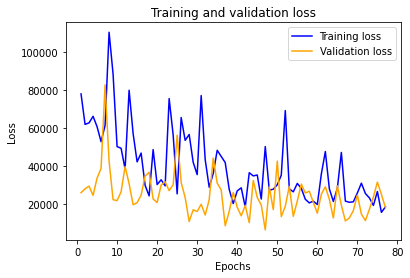 Training and validation loss
Training loss
Validation loss
Loss
100000
80000
60000
40000
20000
0 10 20 30 40 50 60 70 80
Epochs